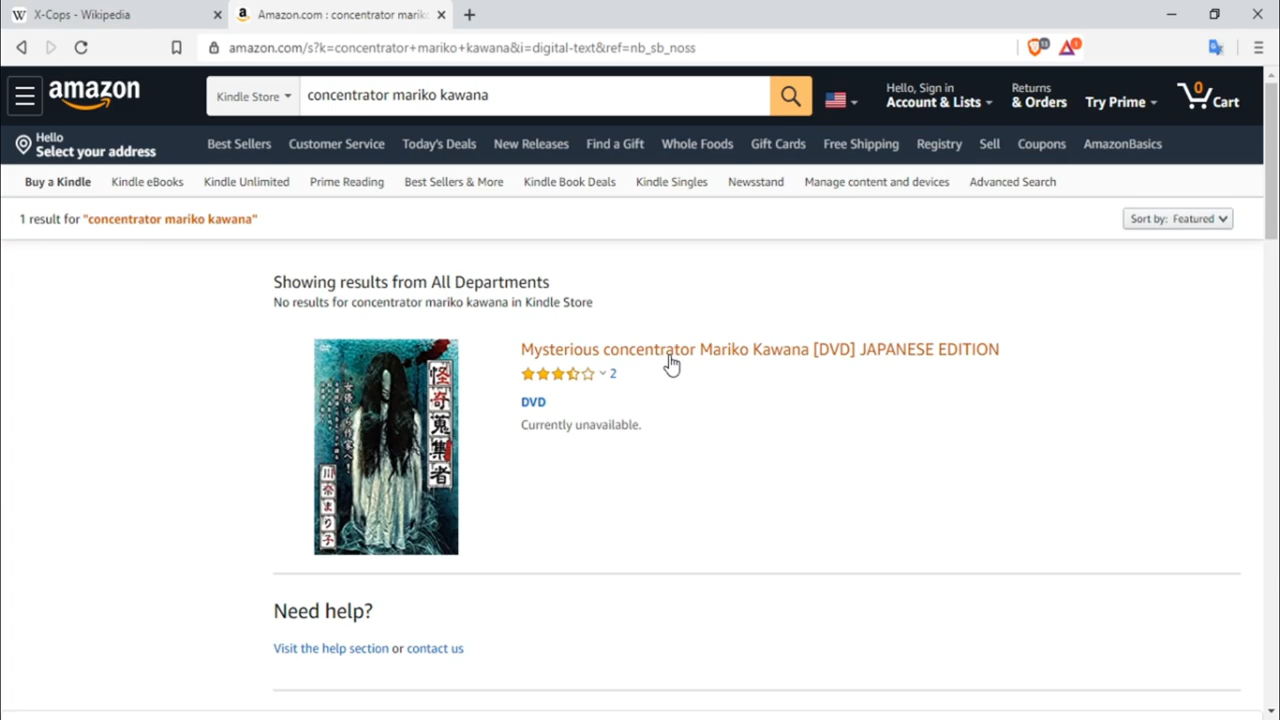 X-Cops - Wikipedia
Amazon.com : concentrator mariko
amazon.com/s?k=concentrator+mariko+kawana&i=digital-text&ref=nb_sb_noss
amazon
Kindle Store
concentrator mariko kawana
Hello, Sign in
Account & Lists
Returns
& Orders
Try Prime
0
Cart
Hello
Select your address
Best Sellers
Customer Service
Today's Deals
New Releases
Find a Gift
Whole Foods
Gift Cards
Free Shipping
Registry
Sell
Coupons
AmazonBasics
Buy a Kindle
Kindle eBooks
Kindle Unlimited
Prime Reading
Best Sellers & More
Kindle Book Deals
Kindle Singles
Newsstand
Manage content and devices
Advanced Search
1 result for "concentrator mariko kawana"
Sort by: Featured
Showing results from All Departments
No results for concentrator mariko kawana in Kindle Store
怪奇蒐集者
川奈まり子
Mysterious concentrator Mariko Kawana [DVD] JAPANESE EDITION
2
DVD
Currently unavailable.
Need help?
Visit the help section or contact us